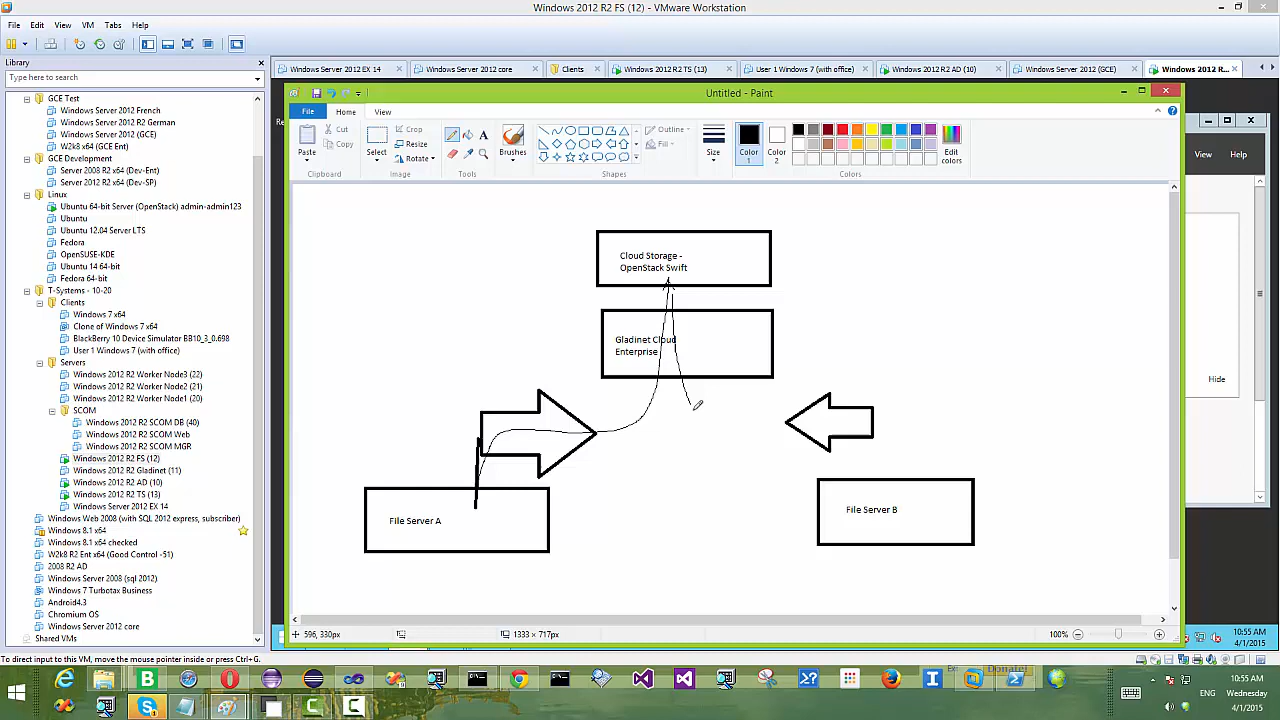 Windows 2012 R2 FS (12) - VMware Workstation
File Edit View VM Tabs Help
Library
Type here to search
GCE Test
Windows Server 2012 French
Windows 2012 R2 German
Windows Server 2012 (GCE)
W2k8 x64 (GCE Ent)
GCE Development
Server 2008 R2 x64 (Dev-Ent)
Server 2012 R2 x64 (Dev-SP)
Linux
Ubuntu 64-bit Server (OpenStack) admin-admin123
Ubuntu
Ubuntu 12.04 Server LTS
Fedora
OpenSUSE-KDE
Ubuntu 14 64-bit
Fedora 64-bit
T-Systems - 10-20
Clients
Windows 7 x64
Clone of Windows 7 x64
BlackBerry 10 Device Simulator BB10_3_0.698
User 1 Windows 7 (with office)
Servers
Windows 2012 R2 Worker Node3 (22)
Windows 2012 R2 Worker Node2 (21)
Windows 2012 R2 Worker Node1 (20)
SCOM
Windows 2012 R2 SCOM DB (40)
Windows 2012 R2 SCOM Web
Windows 2012 R2 SCOM MGR
Windows 2012 R2 FS (12)
Windows 2012 R2 Gladinet (11)
Windows 2012 R2 AD (10)
Windows 2012 R2 TS (13)
Windows Server 2012 EX 14
Windows Web 2008 (with SQL 2012 express, subscriber)
Windows 8.1 x64
Windows 8.1 checked
W2k8 R2 Ent x64 (Good Control -51)
2008 R2 AD
Windows Server 2008 (sql 2012)
Windows 7 Turbotax Business
Android4.3
Chromium OS
Windows Server 2012 core
Shared VMs
Windows Server 2012 EX 14 Windows Server 2012 core Clients Windows 2012 R2 TS (13) User 1 Windows 7 (with office) Windows 2012 R2 AD (10) Windows Server 2012 (GCE) Windows 2012 R...
Untitled - Paint
File Home View
Paste Cut Copy
Clipboard
Select Crop Resize Rotate
Image
A
Tools
Brushes
Outline Fill
Shapes
Size
Color 1
Color 2
Edit colors
Colors
View Help
Hide
Cloud Storage -
OpenStack Swift
Gladinet Cloud
Enterprise
File Server A
File Server B
596, 330px 1333 × 717px 100%
10:55 AM
4/1/2015
To direct input to this VM, move the mouse pointer inside or press Ctrl+G.
10:55 AM
Wednesday
4/1/2015